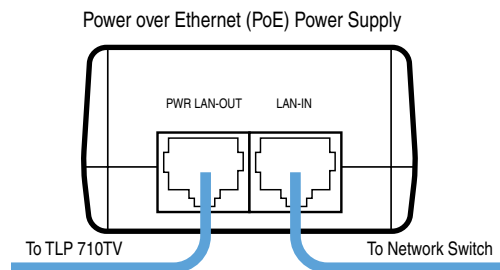 Power over Ethernet (PoE) Power Supply
PWR LAN-OUT LAN-IN
To TLP 710TV To Network Switch